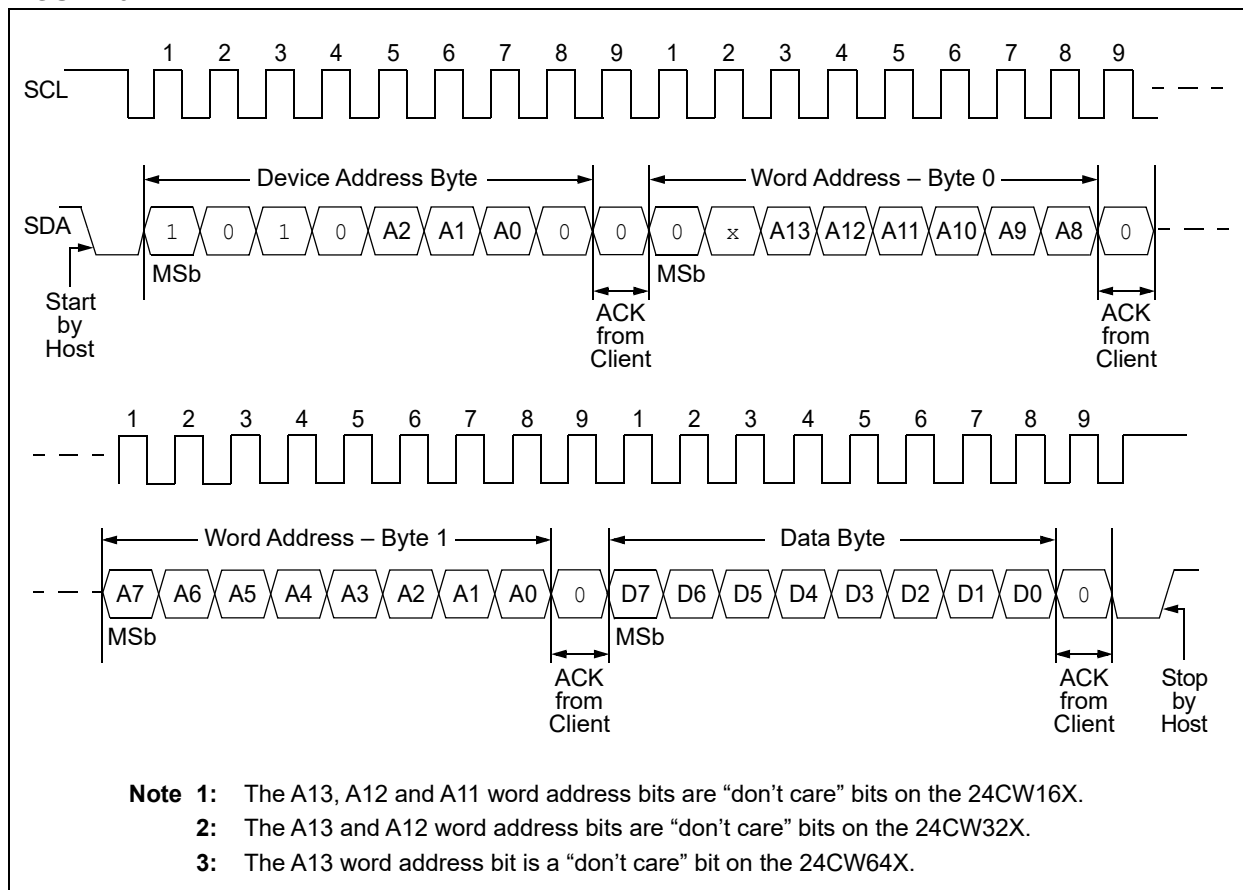 1 2 3 4 5 6 7 8 9 1 2 3 4 5 6 7 8 9
SCL
Device Address Byte Word Address – Byte 0
SDA 1 0 1 0 A2 A1 A0 0 0 0 x A13 A12 A11 A10 A9 A8 0
MSb MSb
Start by Host
ACK from Client
ACK from Client
1 2 3 4 5 6 7 8 9 1 2 3 4 5 6 7 8 9
Word Address – Byte 1 Data Byte
A7 A6 A5 A4 A3 A2 A1 A0 0 D7 D6 D5 D4 D3 D2 D1 D0 0
MSb MSb
ACK from Client
ACK from Client
Stop by Host
Note 1: The A13, A12 and A11 word address bits are “don’t care” bits on the 24CW16X.
2: The A13 and A12 word address bits are “don’t care” bits on the 24CW32X.
3: The A13 word address bit is a “don’t care” bit on the 24CW64X.